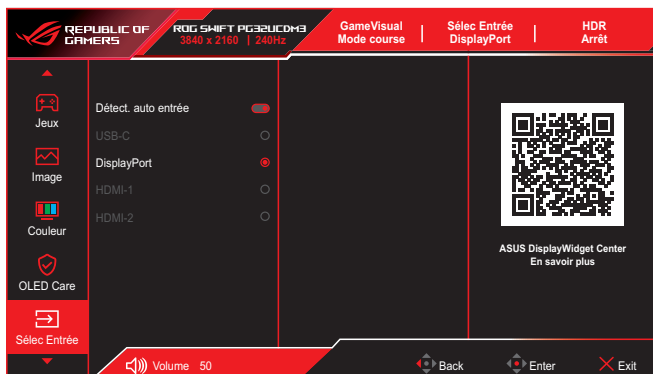 REPUBLIC OF
GAMERS
ROG SWIFT PG32UCDM3
3840 x 2160 | 240Hz
GameVisual
Mode course
Sélec Entrée
DisplayPort
HDR
Arrêt
Jeux
Image
Couleur
OLED Care
Sélec Entrée
Détect. auto entrée
USB-C
DisplayPort
HDMI-1
HDMI-2
ASUS DisplayWidget Center
En savoir plus
Volume 50
Back
Enter
Exit